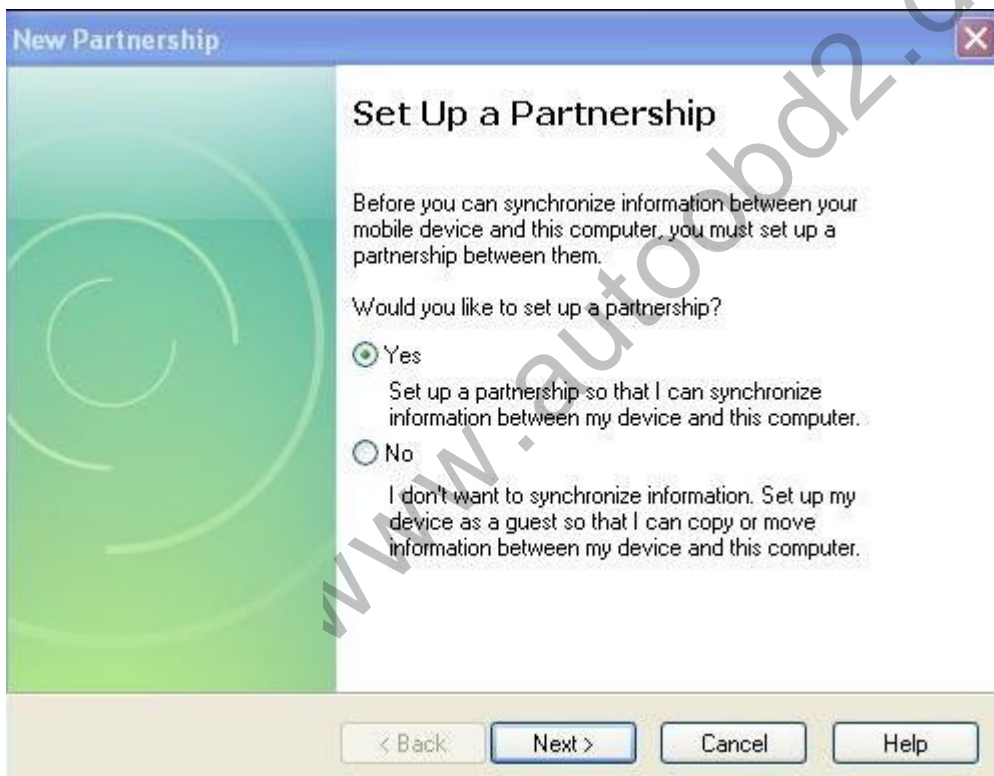 New Partnership
Set Up a Partnership
Before you can synchronize information between your
mobile device and this computer, you must set up a
partnership between them.
Would you like to set up a partnership?
Yes
Set up a partnership so that I can synchronize
information between my device and this computer.
No
I don't want to synchronize information. Set up my
device as a guest so that I can copy or move
information between my device and this computer.
< Back
Next >
Cancel
Help
www.autoobd2.